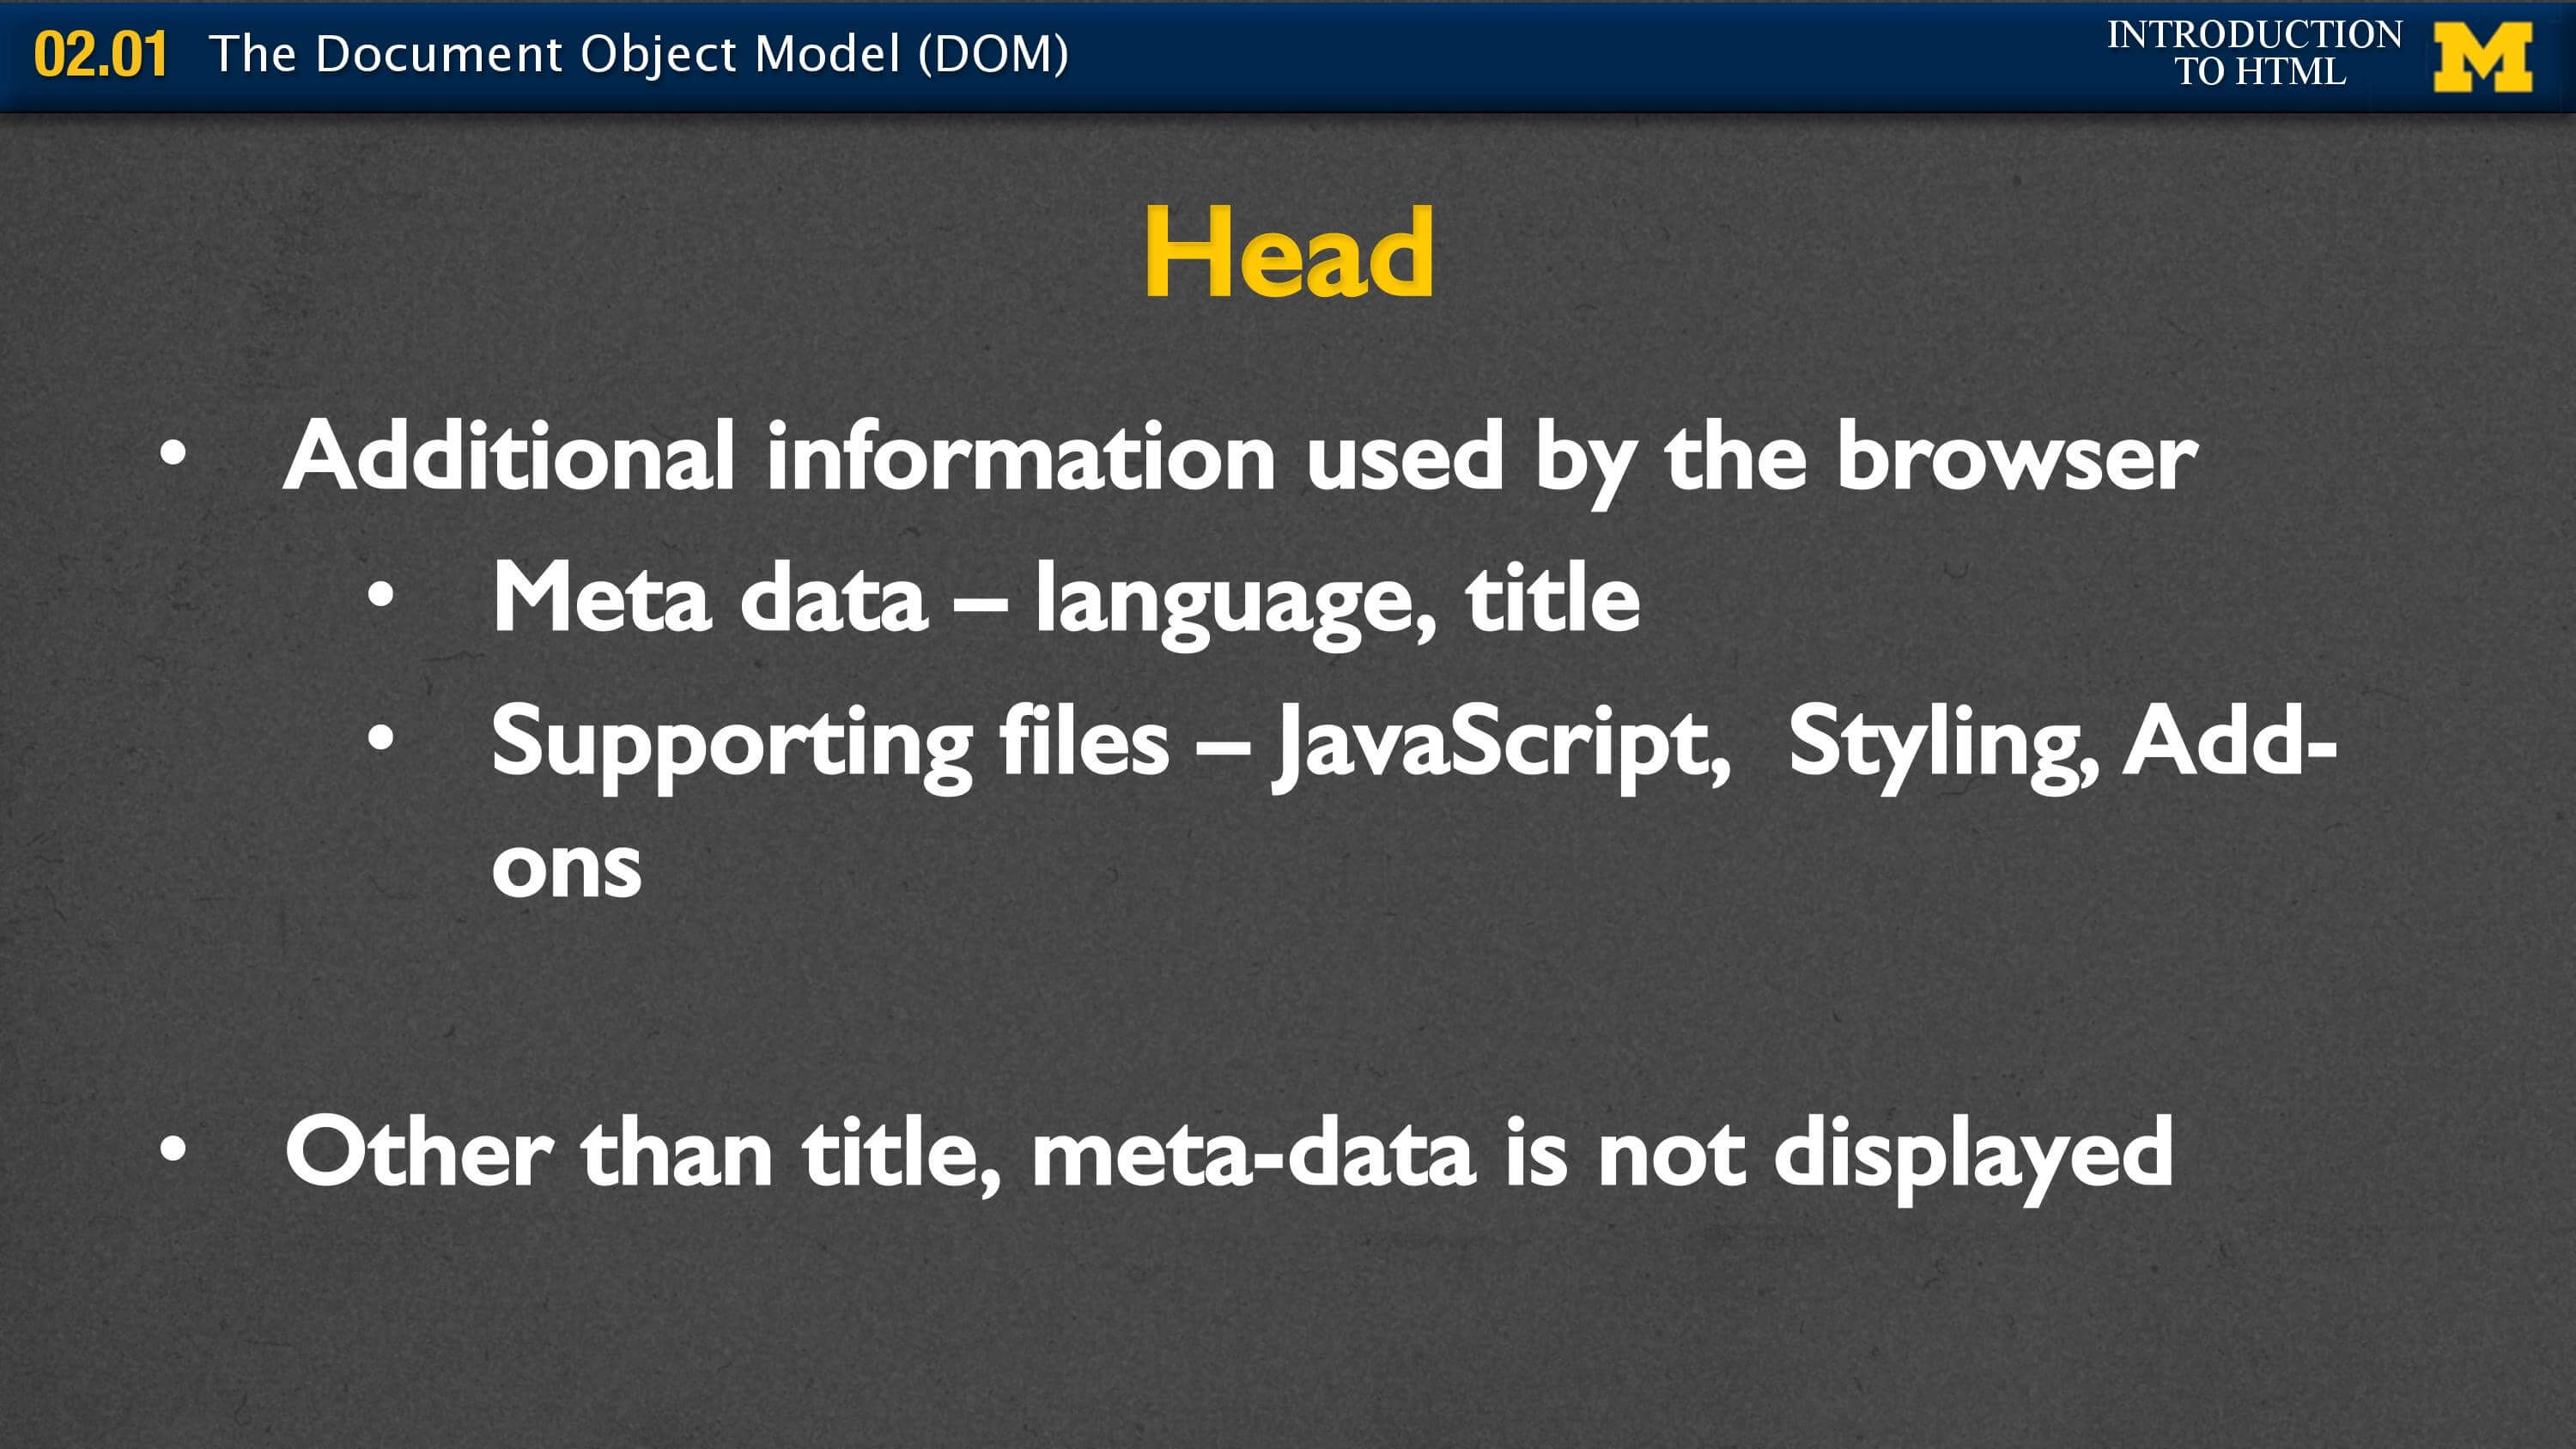 02.01 The Document Object Model (DOM)
INTRODUCTION
TO HTML
M
Head
• Additional information used by the browser
• Meta data – language, title
• Supporting files – JavaScript, Styling, Add-
ons
• Other than title, meta-data is not displayed